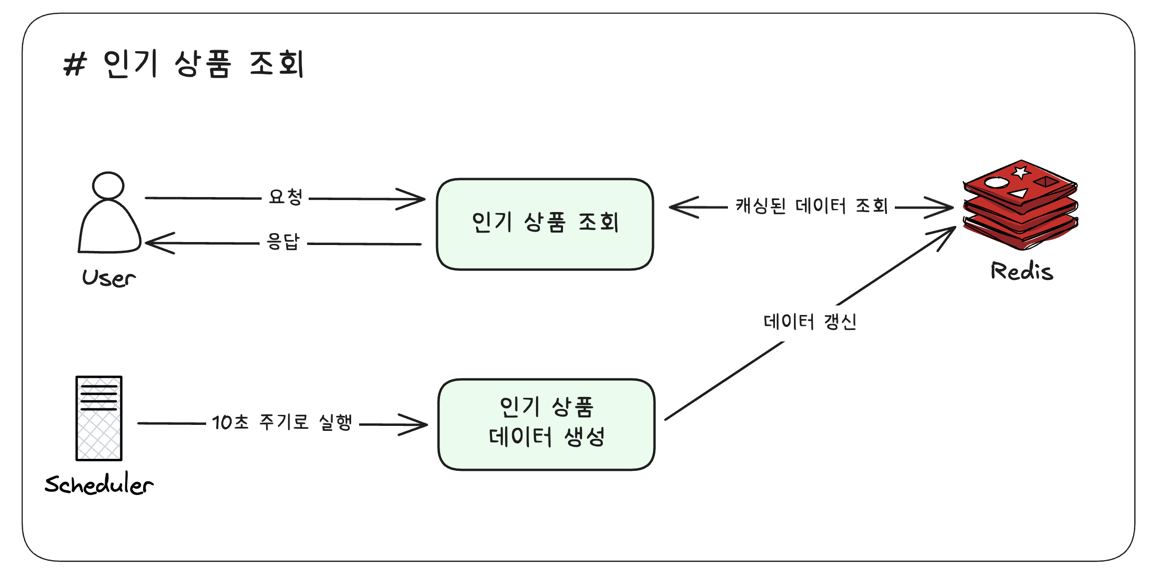 # 인기 상품 조회
요청
인기 상품 조회
캐싱된 데이터 조회
응답
User
Redis
데이터 갱신
인기 상품
데이터 생성
10초 주기로 실행
Scheduler